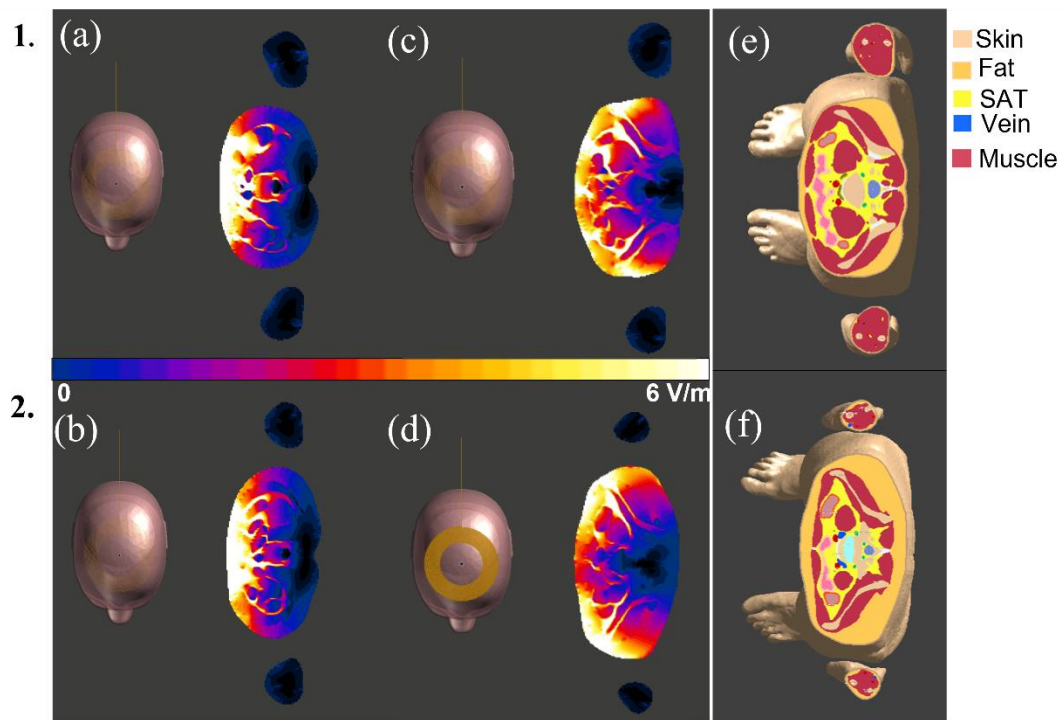 1.
(a)
(c)
(e)
Skin
Fat
SAT
Vein
Muscle
0
6 V/m
2.
(b)
(d)
(f)